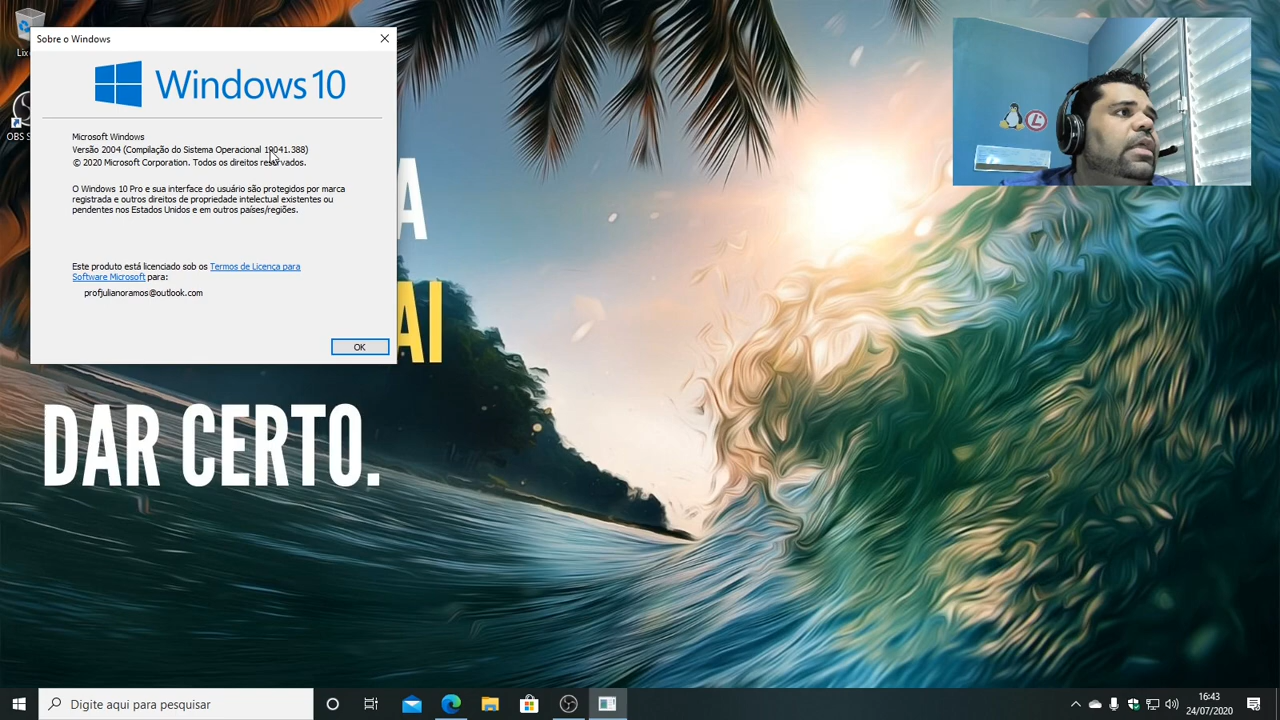 Lix
OBS S
Sobre o Windows
Windows 10
Microsoft Windows
Versão 2004 (Compilação do Sistema Operacional 19041.388)
© 2020 Microsoft Corporation. Todos os direitos reservados.
O Windows 10 Pro e sua interface do usuário são protegidos por marca
registrada e outros direitos de propriedade intelectual existentes ou
pendentes nos Estados Unidos e em outros países/regiões.
Este produto está licenciado sob os Termos de Licença para
Software Microsoft para:
profjulianoramos@outlook.com
OK
A
AI
DAR CERTO.
Digite aqui para pesquisar
16:43
24/07/2020